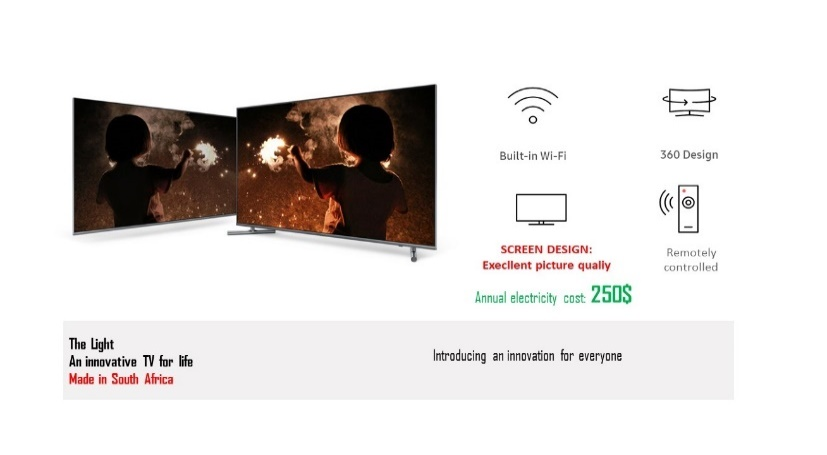 Built-in Wi-Fi
360 Design
SCREEN DESIGN:
Execllent picture qualiy
Remotely
controlled
Annual electricity cost: 250$
The Light
An innovative TV for life
Made in South Africa
Introducing an innovation for everyone